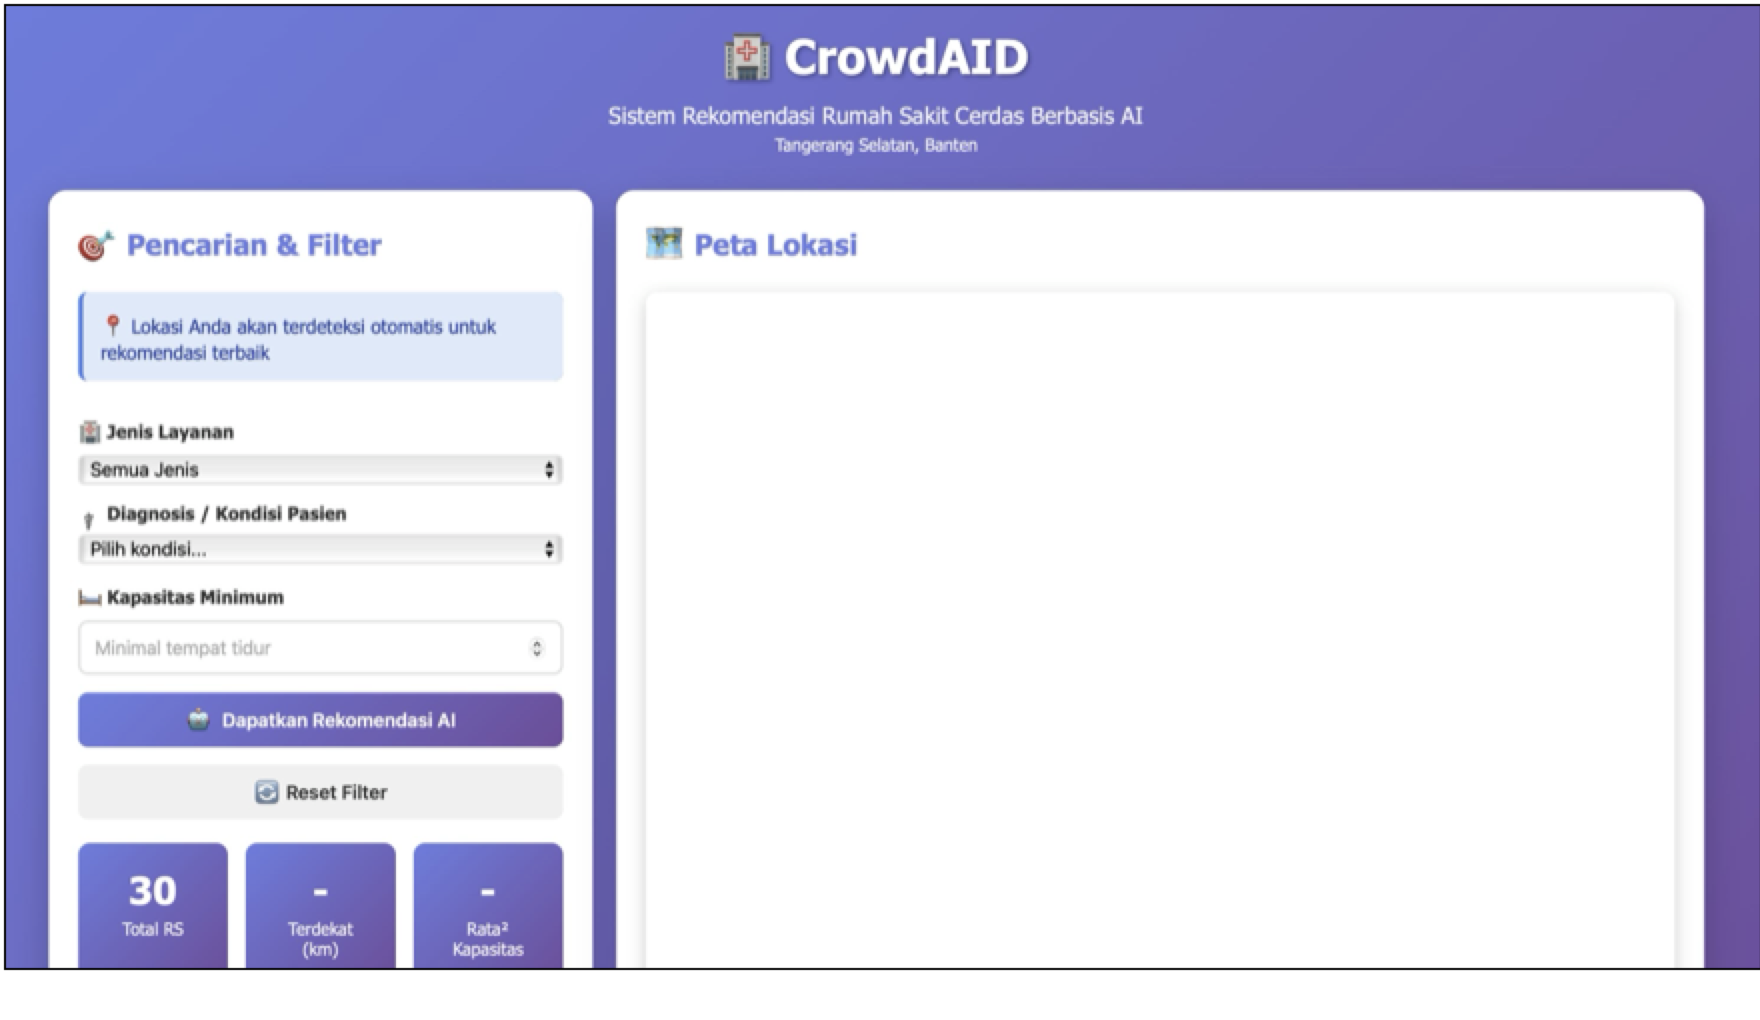 CrowdAID
Sistem Rekomendasi Rumah Sakit Cerdas Berbasis AI
Tangerang Selatan, Banten
Pencarian & Filter
Lokasi Anda akan terdeteksi otomatis untuk
rekomendasi terbaik
Jenis Layanan
Semua Jenis
Diagnosis / Kondisi Pasien
Pilih kondisi...
Kapasitas Minimum
Minimal tempat tidur
Dapatkan Rekomendasi AI
Reset Filter
30
Total RS
-
Terdekat
(km)
-
Rata²
Kapasitas
Peta Lokasi